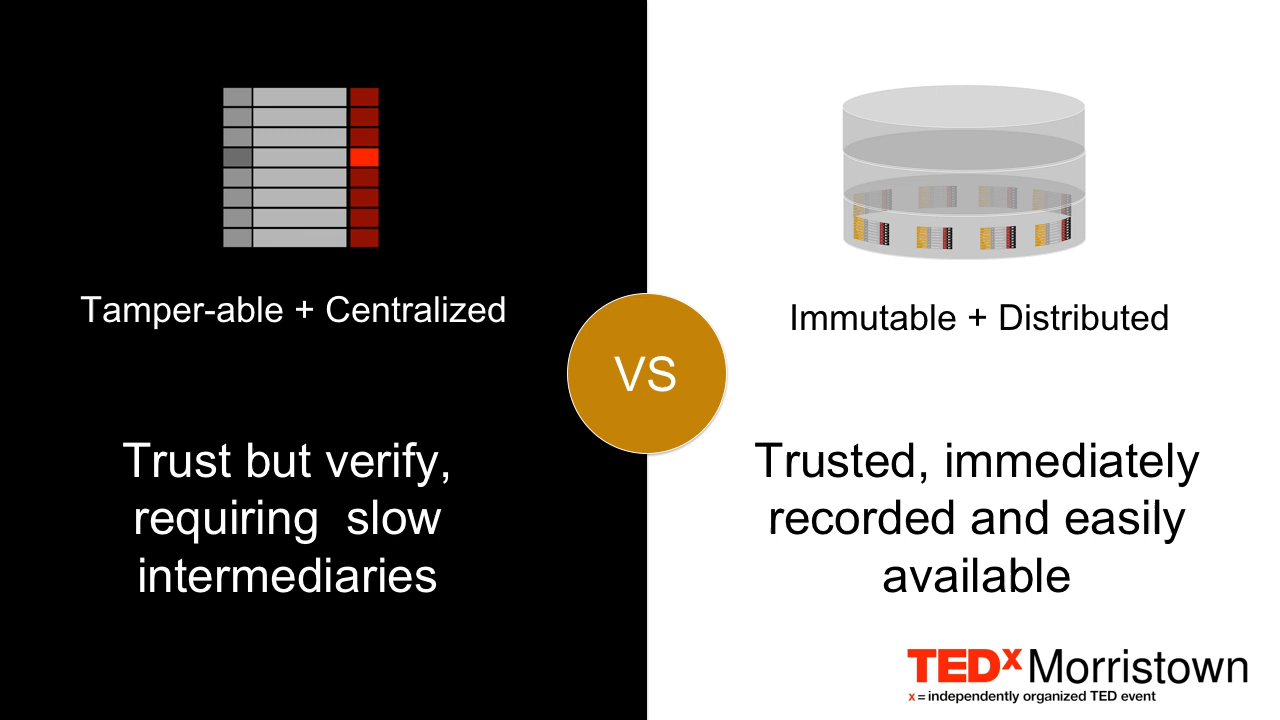 Tamper-able + Centralized
Trust but verify,
requiring  slow
intermediaries
VS
Immutable + Distributed
Trusted, immediately
recorded and easily
available
TEDx Morristown
x = independently organized TED event